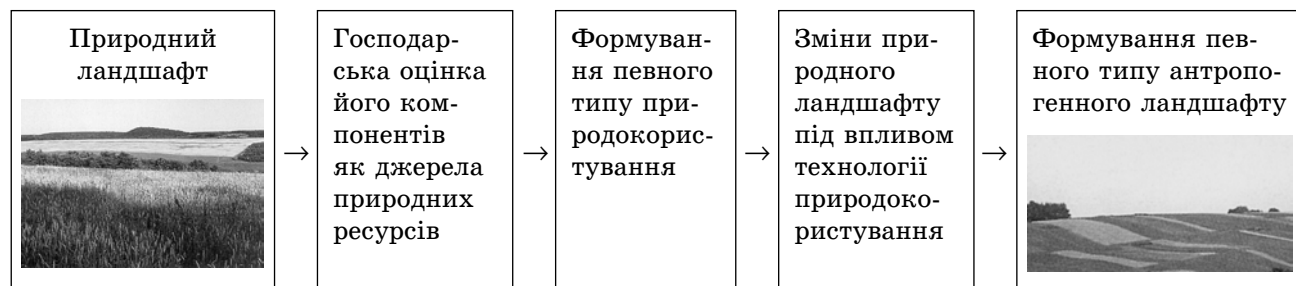 Природний
ландшафт
→
Господар-
ська оцінка
його ком-
понентів
як джерела
природних
ресурсів
→
Формуван-
ня певного
типу при-
родокорис-
тування
→
Зміни при-
родного
ландшафту
під впливом
технології
природоко-
ристування
→
Формування пев-
ного типу антропо-
генного ландшафту